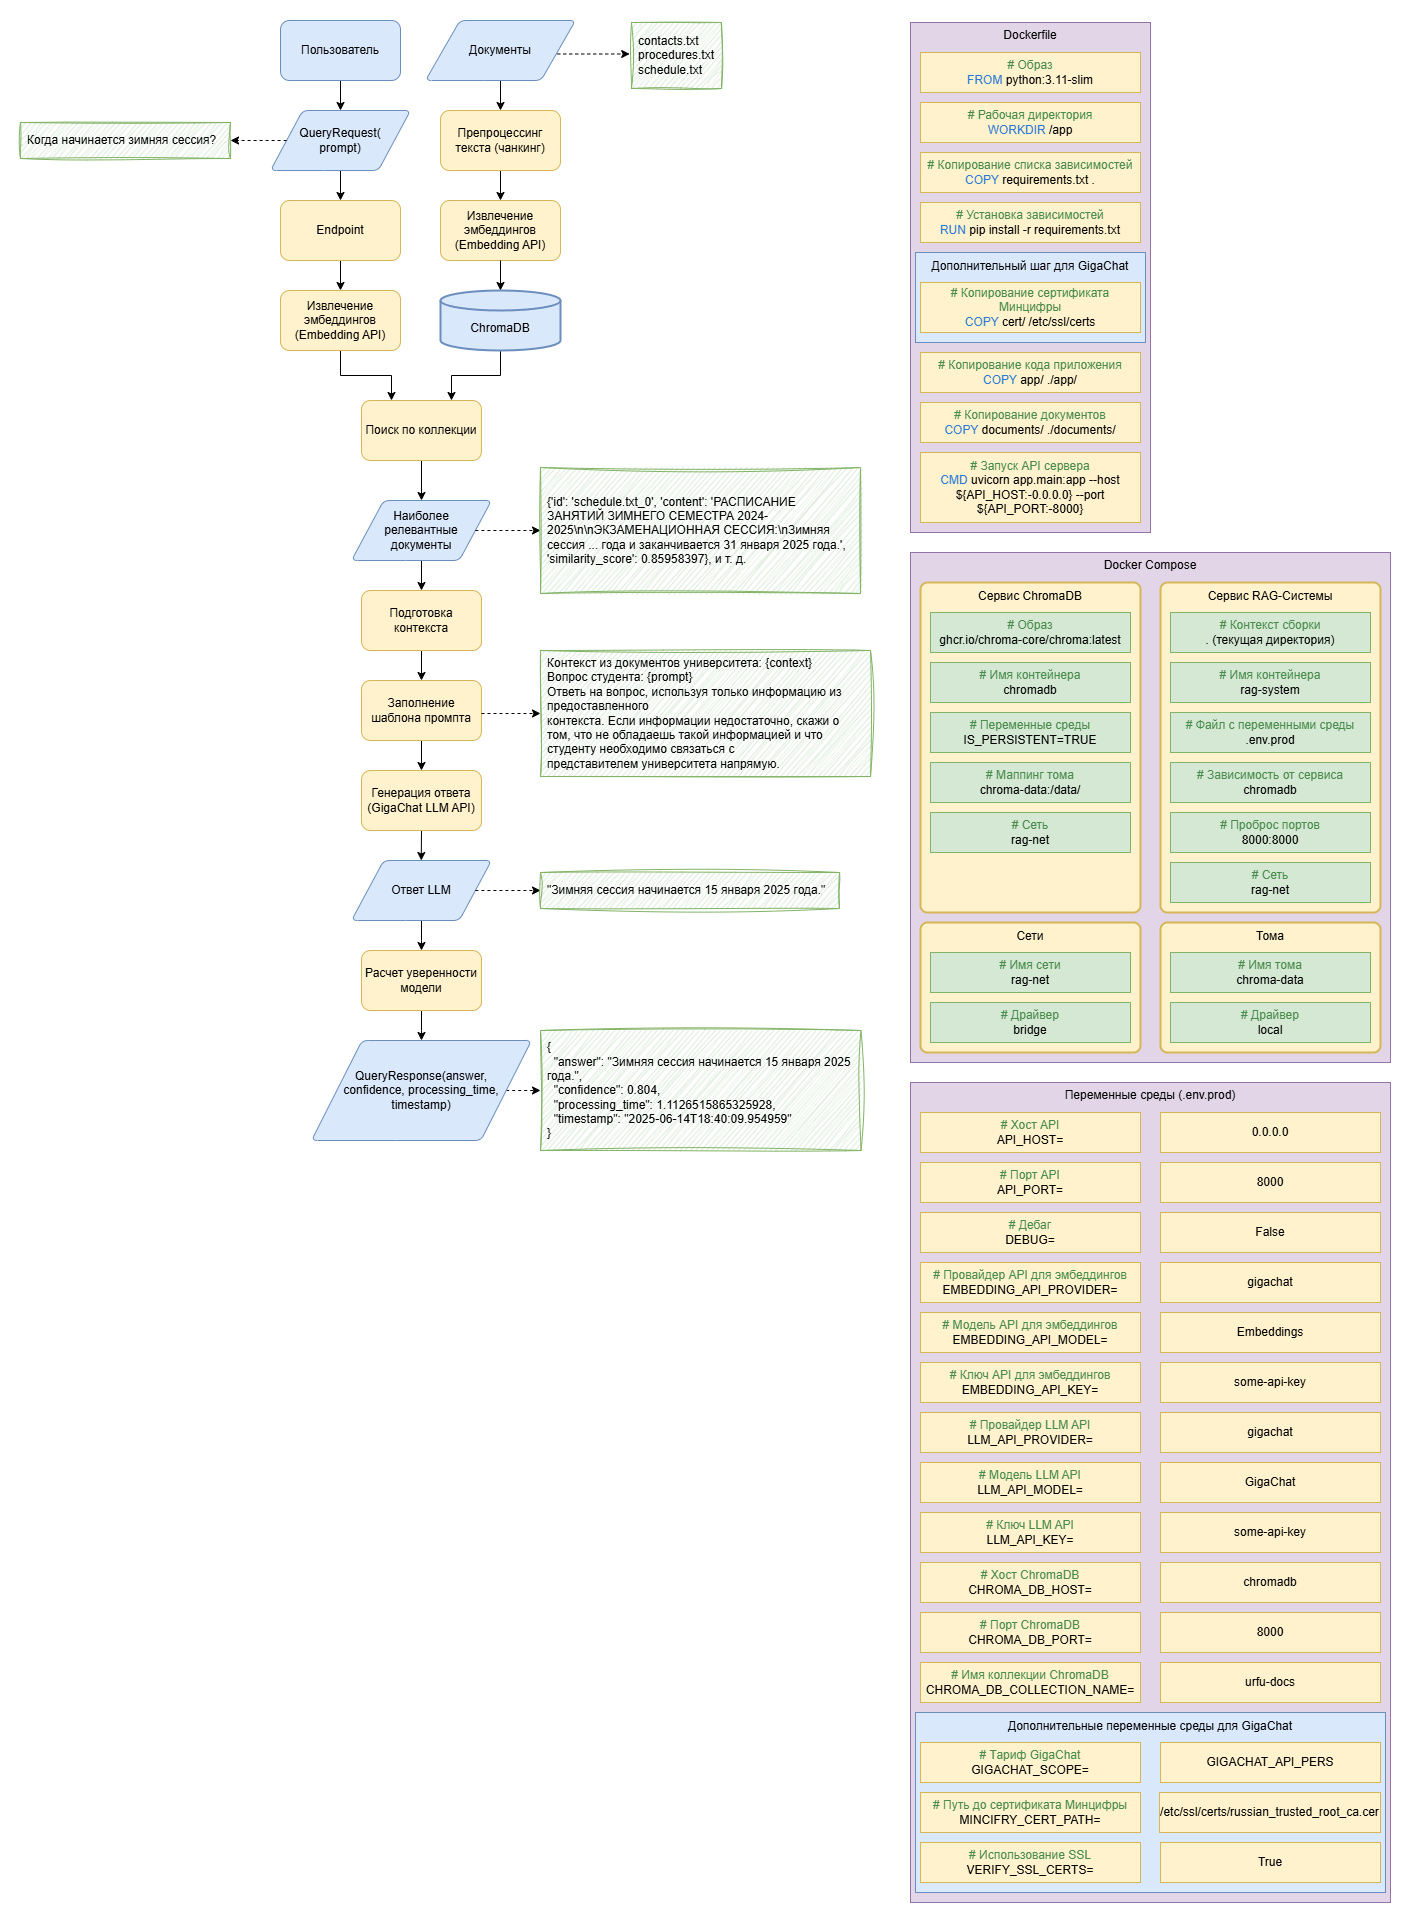 Пользователь
Документы
contacts.txt
procedures.txt
schedule.txt
Когда начинается зимняя сессия?
QueryRequest(
prompt)
Препроцессинг
текста (чанкинг)
Endpoint
Извлечение
эмбеддингов
(Embedding API)
Извлечение
эмбеддингов
(Embedding API)
ChromaDB
Поиск по коллекции
Наиболее
релевантные
документы
{'id': 'schedule.txt_0', 'content': 'РАСПИСАНИЕ
ЗАНЯТИЙ ЗИМНЕГО СЕМЕСТРА 2024-
2025\n\nЭКЗАМЕНАЦИОННАЯ СЕССИЯ:\nЗимняя
сессия ... года и заканчивается 31 января 2025 года.',
'similarity_score': 0.85958397}, и т. д.
Подготовка
контекста
Заполнение
шаблона промпта
Контекст из документов университета: {context}
Вопрос студента: {prompt}
Ответь на вопрос, используя только информацию из
предоставленного
контекста. Если информации недостаточно, скажи о
том, что не обладаешь такой информацией и что
студенту необходимо связаться с
представителем университета напрямую.
Генерация ответа
(GigaChat LLM API)
Ответ LLM
"Зимняя сессия начинается 15 января 2025 года."
Расчет уверенности
модели
QueryResponse(answer,
confidence, processing_time,
timestamp)
{
"answer": "Зимняя сессия начинается 15 января 2025
года.",
"confidence": 0.804,
"processing_time": 1.1126515865325928,
"timestamp": "2025-06-14T18:40:09.954959"
}
Dockerfile
# Образ
FROM python:3.11-slim
# Рабочая директория
WORKDIR /app
# Копирование списка зависимостей
COPY requirements.txt .
# Установка зависимостей
RUN pip install -r requirements.txt
Дополнительный шаг для GigaChat
# Копирование сертификата
Минцифры
COPY cert/ /etc/ssl/certs
# Копирование кода приложения
COPY app/ ./app/
# Копирование документов
COPY documents/ ./documents/
# Запуск API сервера
CMD uvicorn app.main:app --host
${API_HOST:-0.0.0.0} --port
${API_PORT:-8000}
Docker Compose
Сервис ChromaDB
# Образ
ghcr.io/chroma-core/chroma:latest
# Имя контейнера
chromadb
# Переменные среды
IS_PERSISTENT=TRUE
# Маппинг тома
chroma-data:/data/
# Сеть
rag-net
Сервис RAG-Системы
# Контекст сборки
. (текущая директория)
# Имя контейнера
rag-system
# Файл с переменными среды
.env.prod
# Зависимость от сервиса
chromadb
# Проброс портов
8000:8000
# Сеть
rag-net
Сети
# Имя сети
rag-net
# Драйвер
bridge
Тома
# Имя тома
chroma-data
# Драйвер
local
Переменные среды (.env.prod)
# Хост API
API_HOST=
0.0.0.0
# Порт API
API_PORT=
8000
# Дебаг
DEBUG=
False
# Провайдер API для эмбеддингов
EMBEDDING_API_PROVIDER=
gigachat
# Модель API для эмбеддингов
EMBEDDING_API_MODEL=
Embeddings
# Ключ API для эмбеддингов
EMBEDDING_API_KEY=
some-api-key
# Провайдер LLM API
LLM_API_PROVIDER=
gigachat
# Модель LLM API
LLM_API_MODEL=
GigaChat
# Ключ LLM API
LLM_API_KEY=
some-api-key
# Хост ChromaDB
CHROMA_DB_HOST=
chromadb
# Порт ChromaDB
CHROMA_DB_PORT=
8000
# Имя коллекции ChromaDB
CHROMA_DB_COLLECTION_NAME=
urfu-docs
Дополнительные переменные среды для GigaChat
# Тариф GigaChat
GIGACHAT_SCOPE=
GIGACHAT_API_PERS
# Путь до сертификата Минцифры
MINCIFRY_CERT_PATH=
/etc/ssl/certs/russian_trusted_root_ca.cer
# Использование SSL
VERIFY_SSL_CERTS=
True